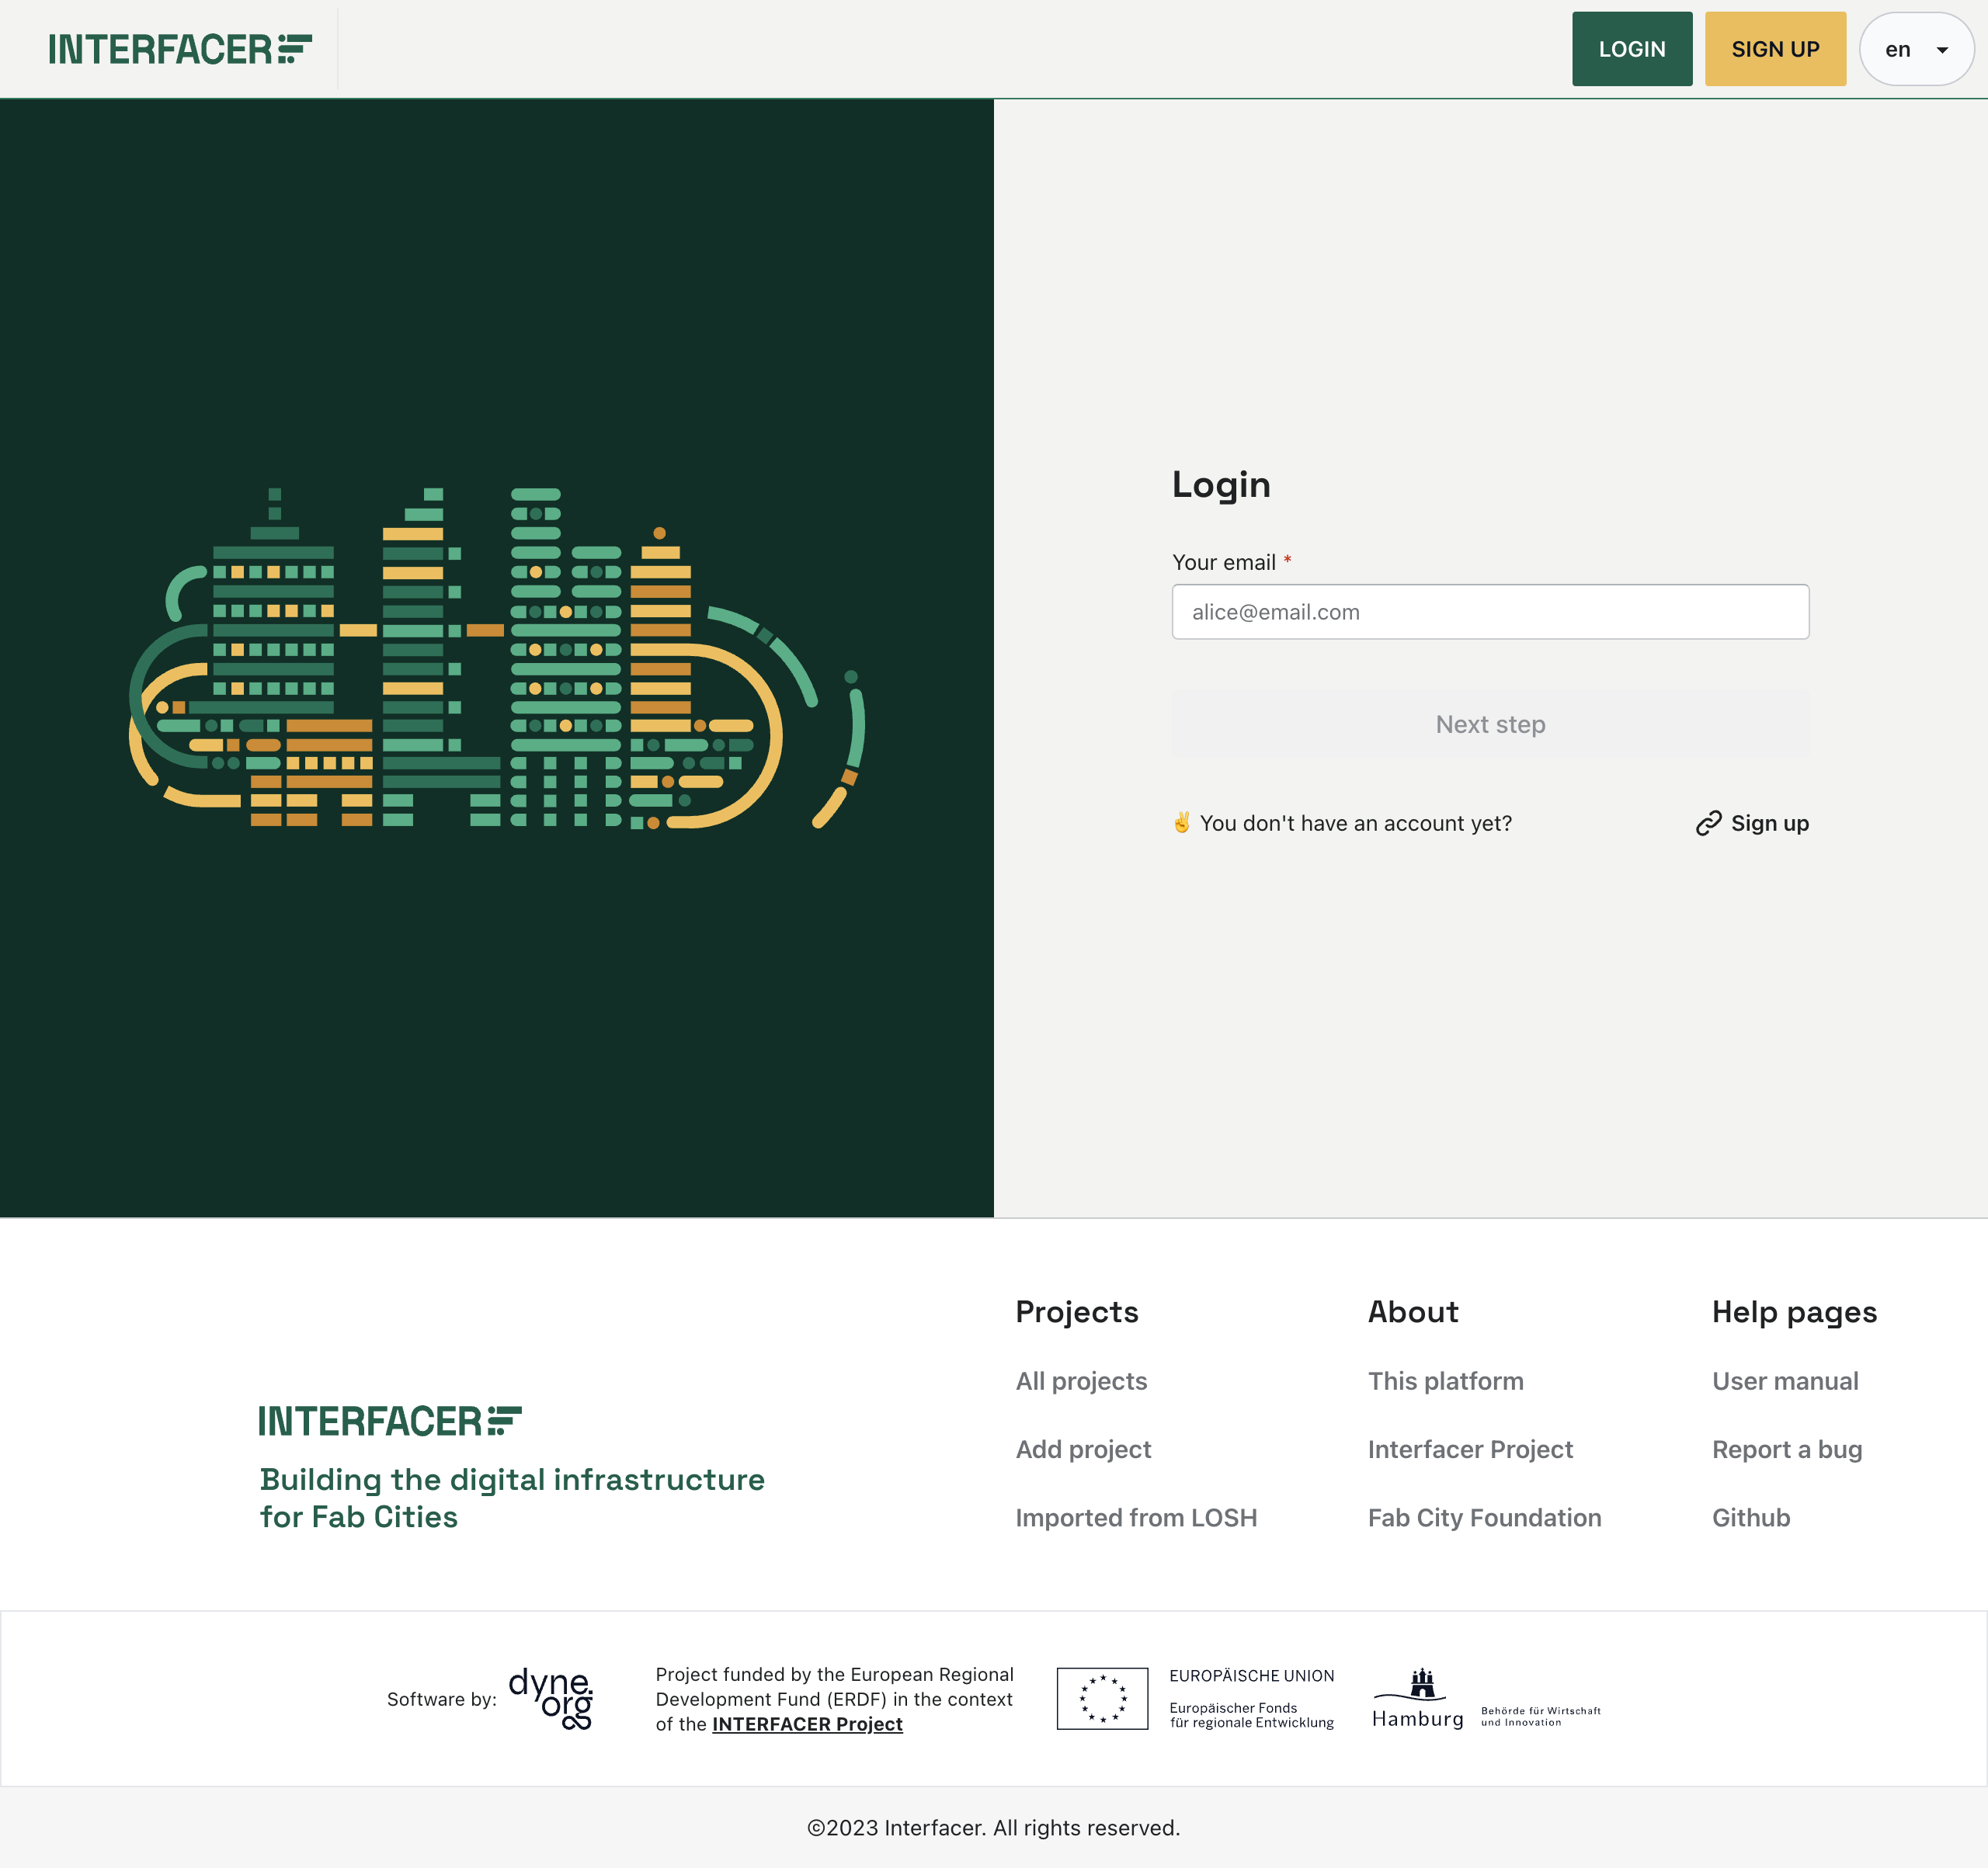 INTERFACER
LOGIN
SIGN UP
en
Login
Your email *
alice@email.com
Next step
✌️ You don't have an account yet?
Sign up
INTERFACER
Building the digital infrastructure
for Fab Cities
Projects
All projects
Add project
Imported from LOSH
About
This platform
Interfacer Project
Fab City Foundation
Help pages
User manual
Report a bug
Github
Software by:
dyne.
org
Project funded by the European Regional
Development Fund (ERDF) in the context
of the INTERFACER Project
EUROPÄISCHE UNION
Europäischer Fonds
für regionale Entwicklung
Hamburg
Behörde für Wirtschaft
und Innovation
©2023 Interfacer. All rights reserved.